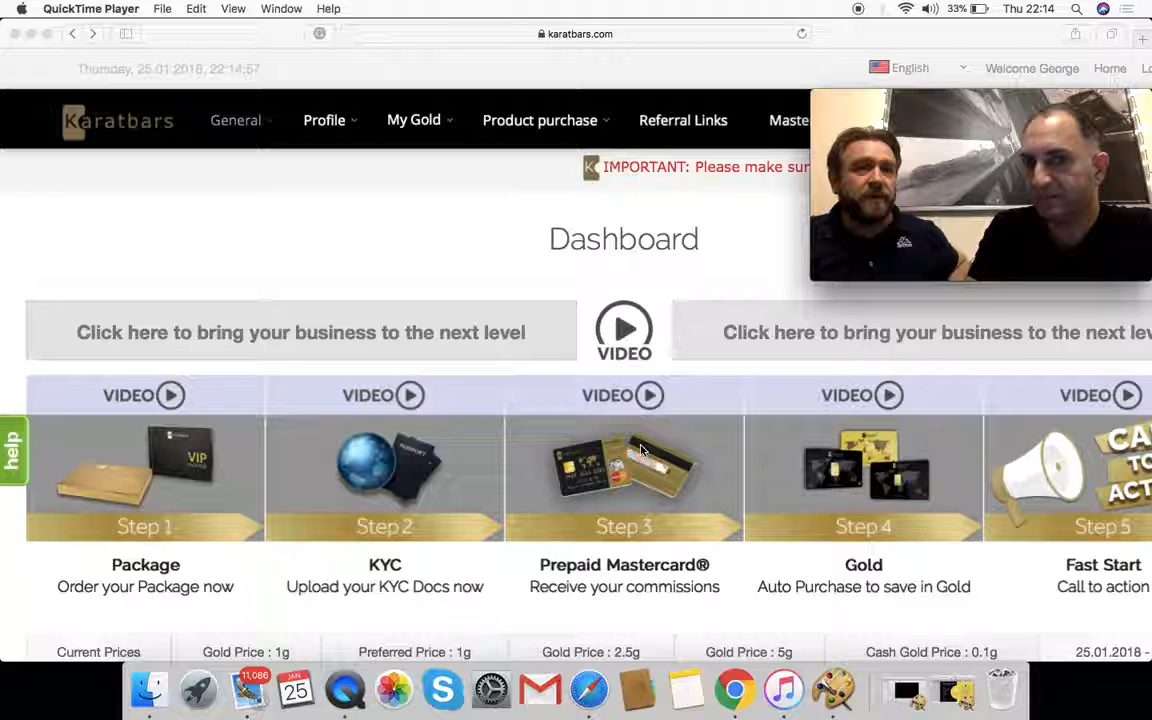 QuickTime Player File Edit View Window Help 33% Thu 22:14
karatbars.com
Thursday, 25.01.2018, 22:14:57 English Welcome George Home
Karatbars General Profile My Gold Product purchase Referral Links Maste
IMPORTANT: Please make sur
Dashboard
Click here to bring your business to the next level VIDEO Click here to bring your business to the next lev
VIDEO VIDEO VIDEO VIDEO VIDEO
VIP PASSPORT CA
TO
ACT
help
Step 1 Step 2 Step 3 Step 4 Step 5
Package KYC Prepaid Mastercard® Gold Fast Start
Order your Package now Upload your KYC Docs now Receive your commissions Auto Purchase to save in Gold Call to action
Current Prices Gold Price : 1g Preferred Price : 1g Gold Price : 2.5g Gold Price : 5g Cash Gold Price : 0.1g 25.01.2018 -
11,086 JAN
25